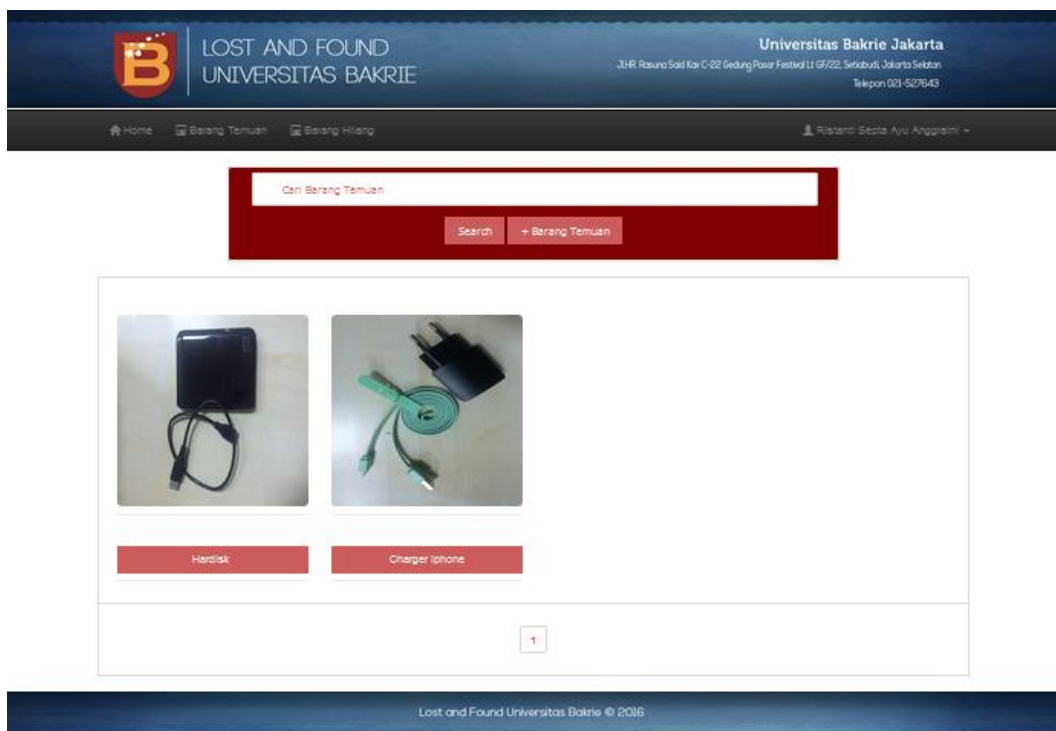 B
LOST AND FOUND
UNIVERSITAS BAKRIE
Universitas Bakrie Jakarta
Jl.HR. Rasuna Said Kav C-22 Gedung Pasar Festival Lt GF/22, Setiabudi, Jakarta Selatan
Telepon 021-527643
Home Barang Temuan Barang Hilang Ristanti Septa Ayu Anggraini
Cari Barang Temuan
Search + Barang Temuan
Hardisk Charger Iphone
1
Lost and Found Universitas Bakrie © 2016